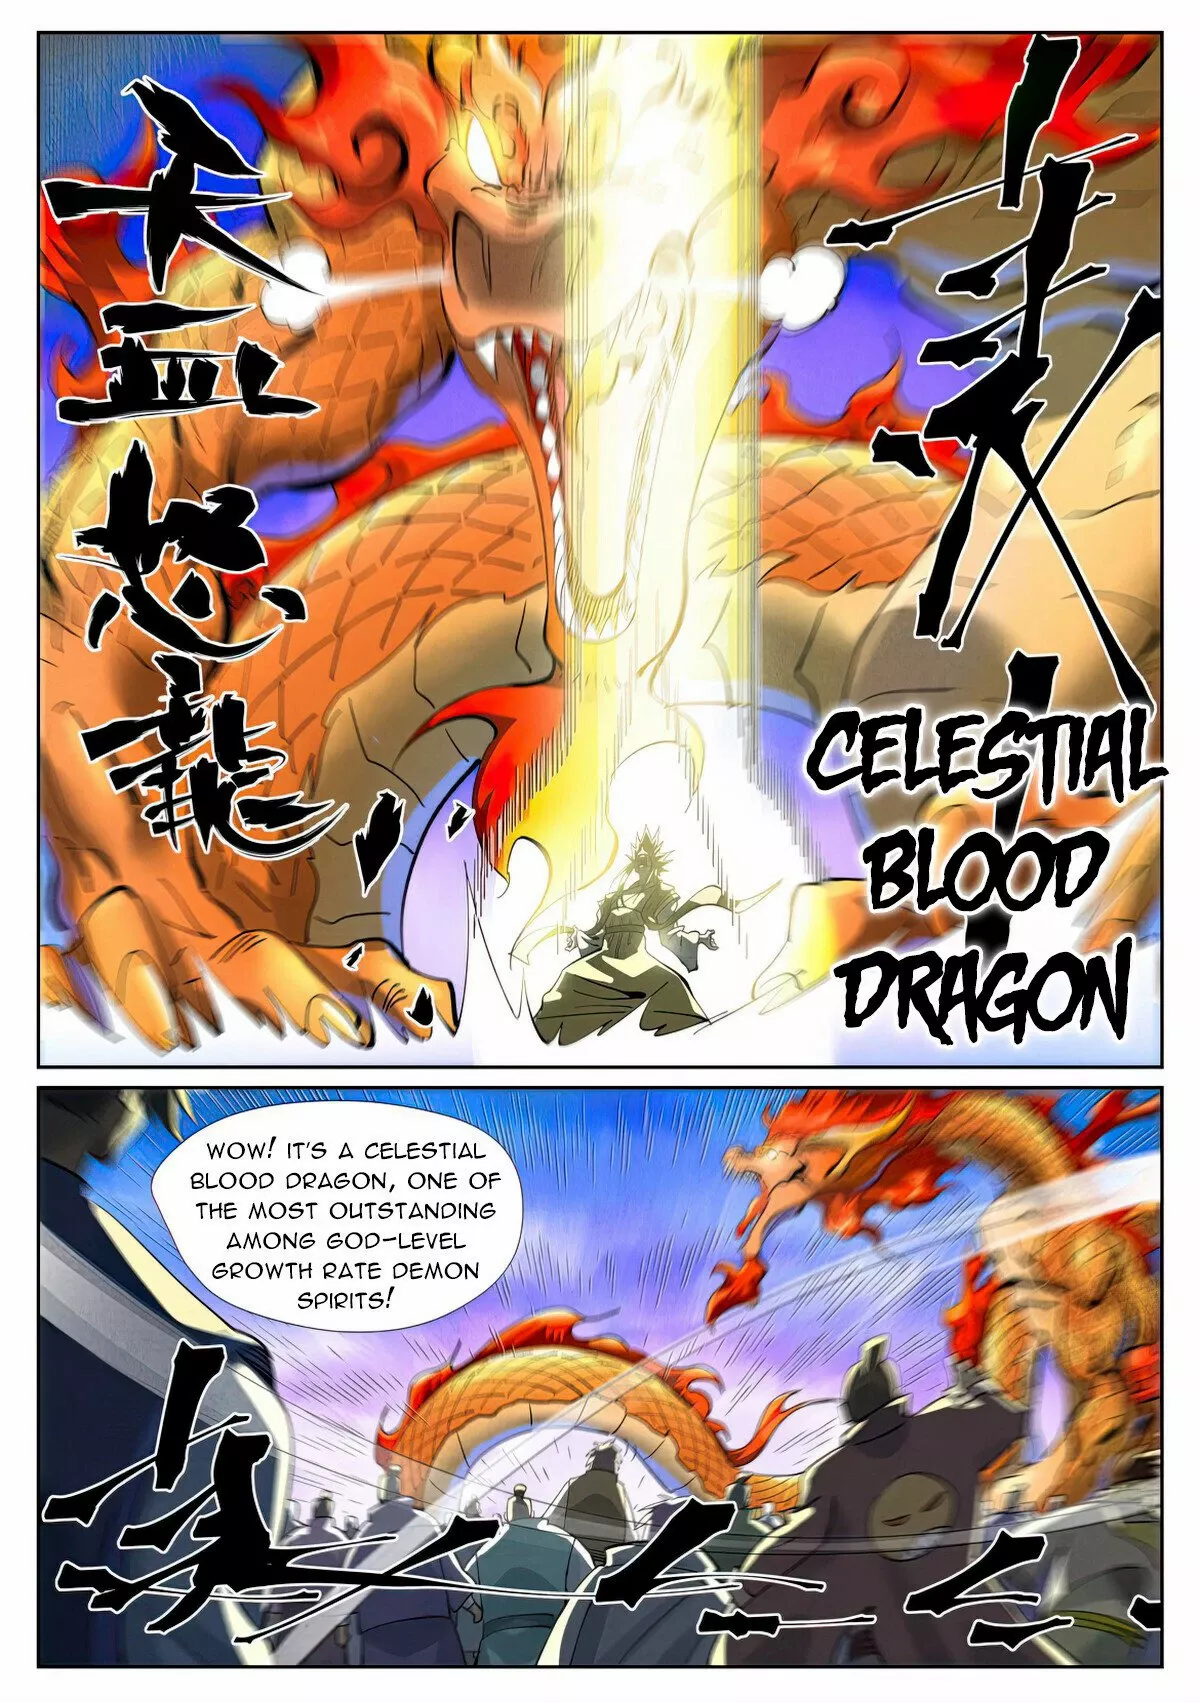 天
血
怒
龍
CELESTIAL
BLOOD
DRAGON
WOW! IT'S A CELESTIAL
BLOOD DRAGON, ONE OF
THE MOST OUTSTANDING
AMONG GOD-LEVEL
GROWTH RATE DEMON
SPIRITS!